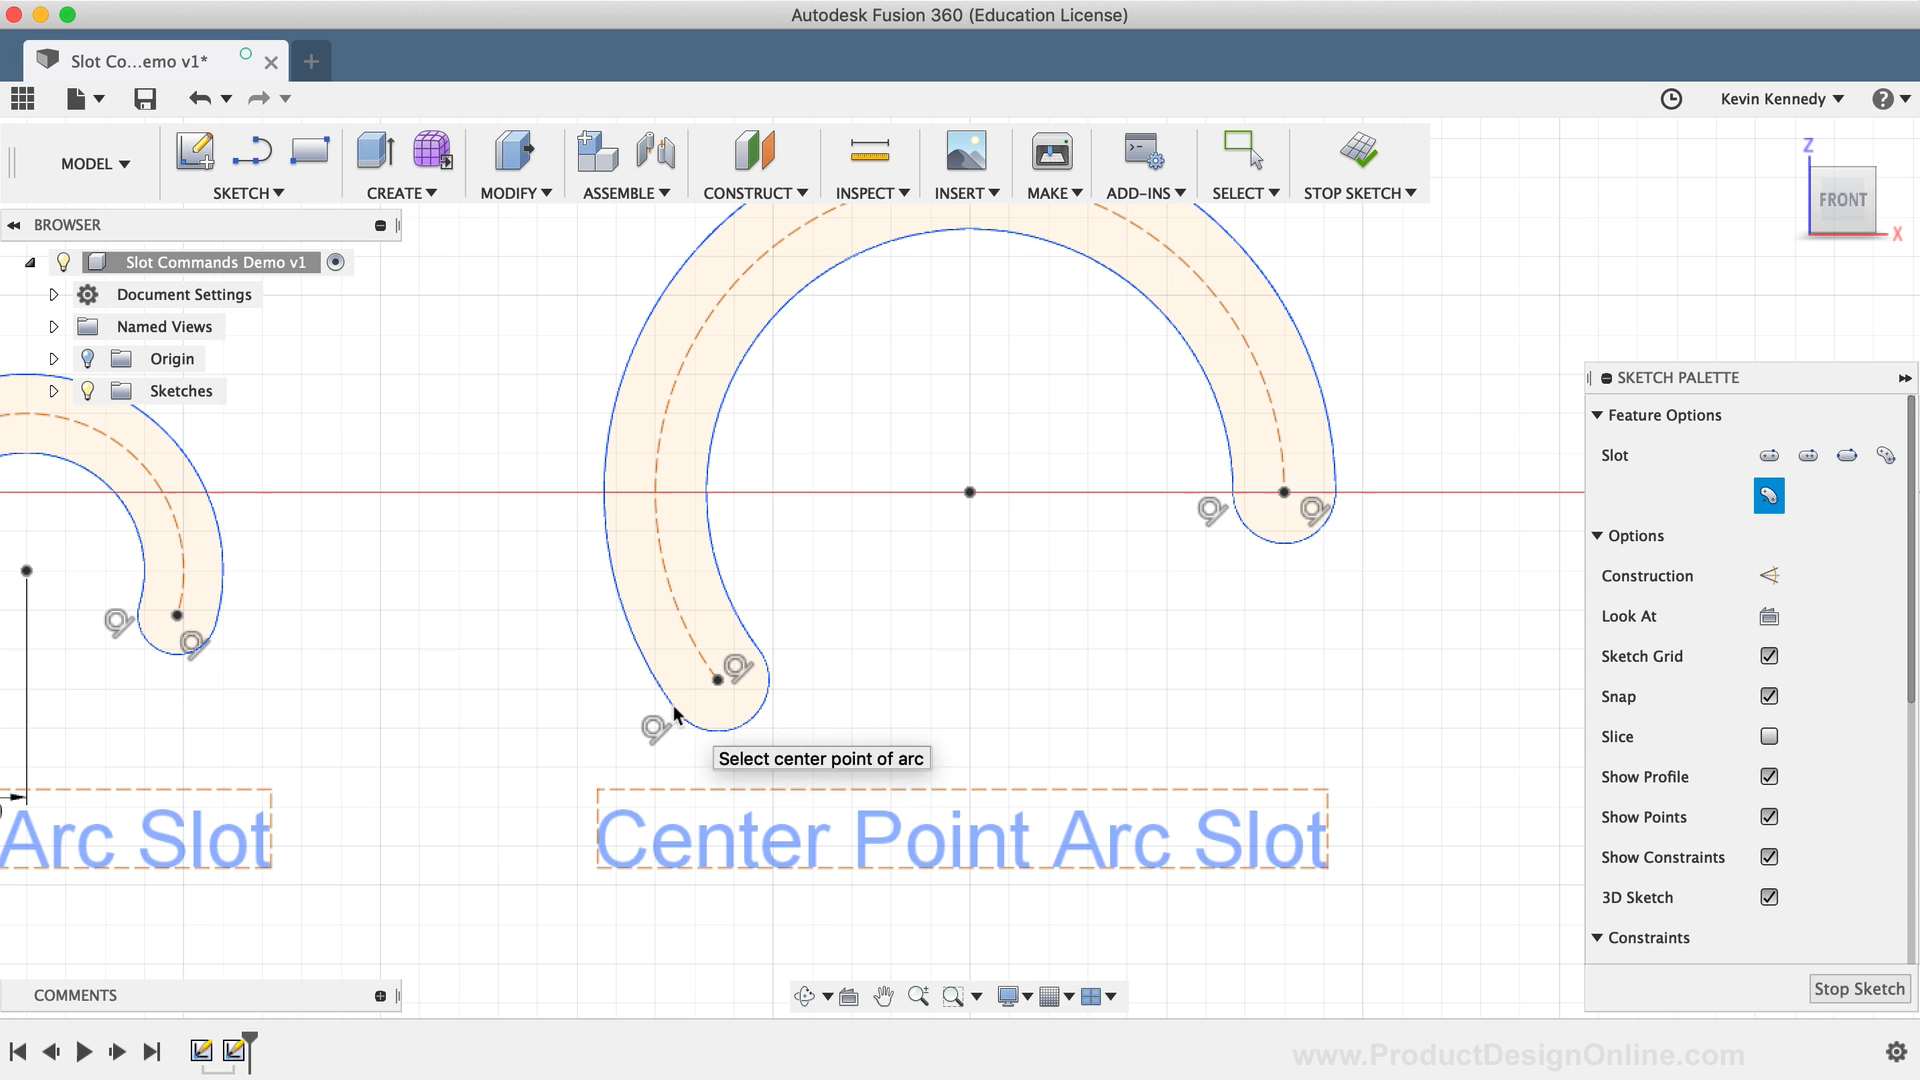 Autodesk Fusion 360 (Education License)
Slot Co...emo v1*
Kevin Kennedy
MODEL
SKETCH
CREATE
MODIFY
ASSEMBLE
CONSTRUCT
INSPECT
INSERT
MAKE
ADD-INS
SELECT
STOP SKETCH
Z
FRONT
X
BROWSER
Slot Commands Demo v1
Document Settings
Named Views
Origin
Sketches
SKETCH PALETTE
Feature Options
Slot
Options
Construction
Look At
Sketch Grid
Snap
Slice
Show Profile
Show Points
Show Constraints
3D Sketch
Constraints
Stop Sketch
Select center point of arc
Arc Slot
Center Point Arc Slot
COMMENTS
www.ProductDesignOnline.com